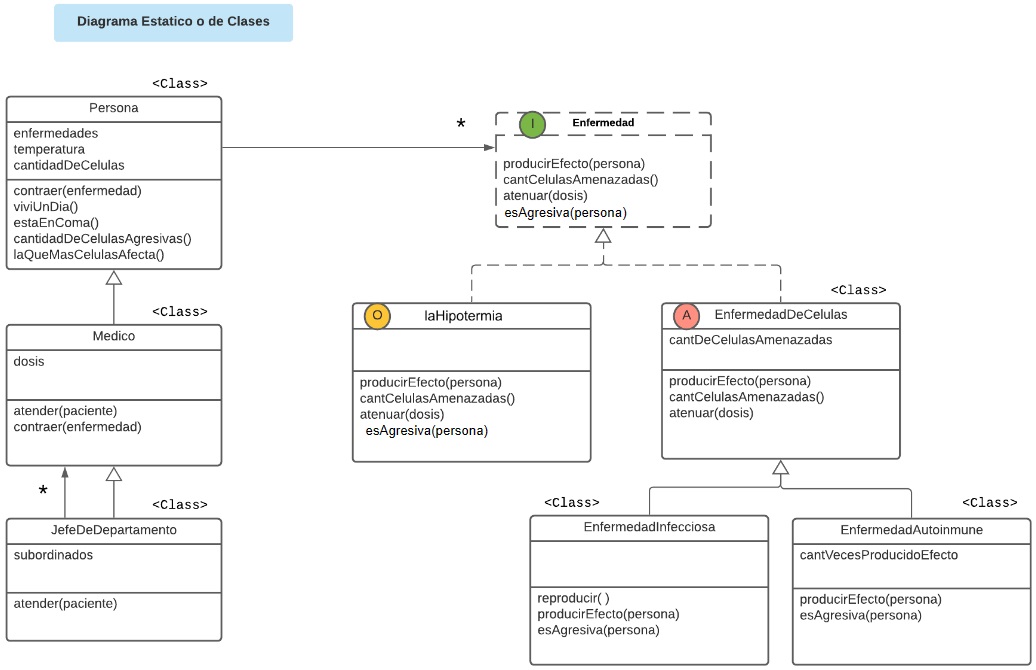 Diagrama Estatico o de Clases
<Class>
Persona
enfermedades
temperatura
cantidadDeCelulas
contraer(enfermedad)
viviUnDia()
estaEnComa()
cantidadDeCelulasAgresivas()
laQueMasCelulasAfecta()
*
I
Enfermedad
producirEfecto(persona)
cantCelulasAmenazadas()
atenuar(dosis)
esAgresiva(persona)
<Class>
Medico
dosis
atender(paciente)
contraer(enfermedad)
O
laHipotermia
producirEfecto(persona)
cantCelulasAmenazadas()
atenuar(dosis)
esAgresiva(persona)
<Class>
A
EnfermedadDeCelulas
cantDeCelulasAmenazadas
producirEfecto(persona)
cantCelulasAmenazadas()
atenuar(dosis)
*
<Class>
JefeDeDepartamento
subordinados
atender(paciente)
<Class>
EnfermedadInfecciosa
reproducir( )
producirEfecto(persona)
esAgresiva(persona)
<Class>
EnfermedadAutoinmune
cantVecesProducidoEfecto
producirEfecto(persona)
esAgresiva(persona)